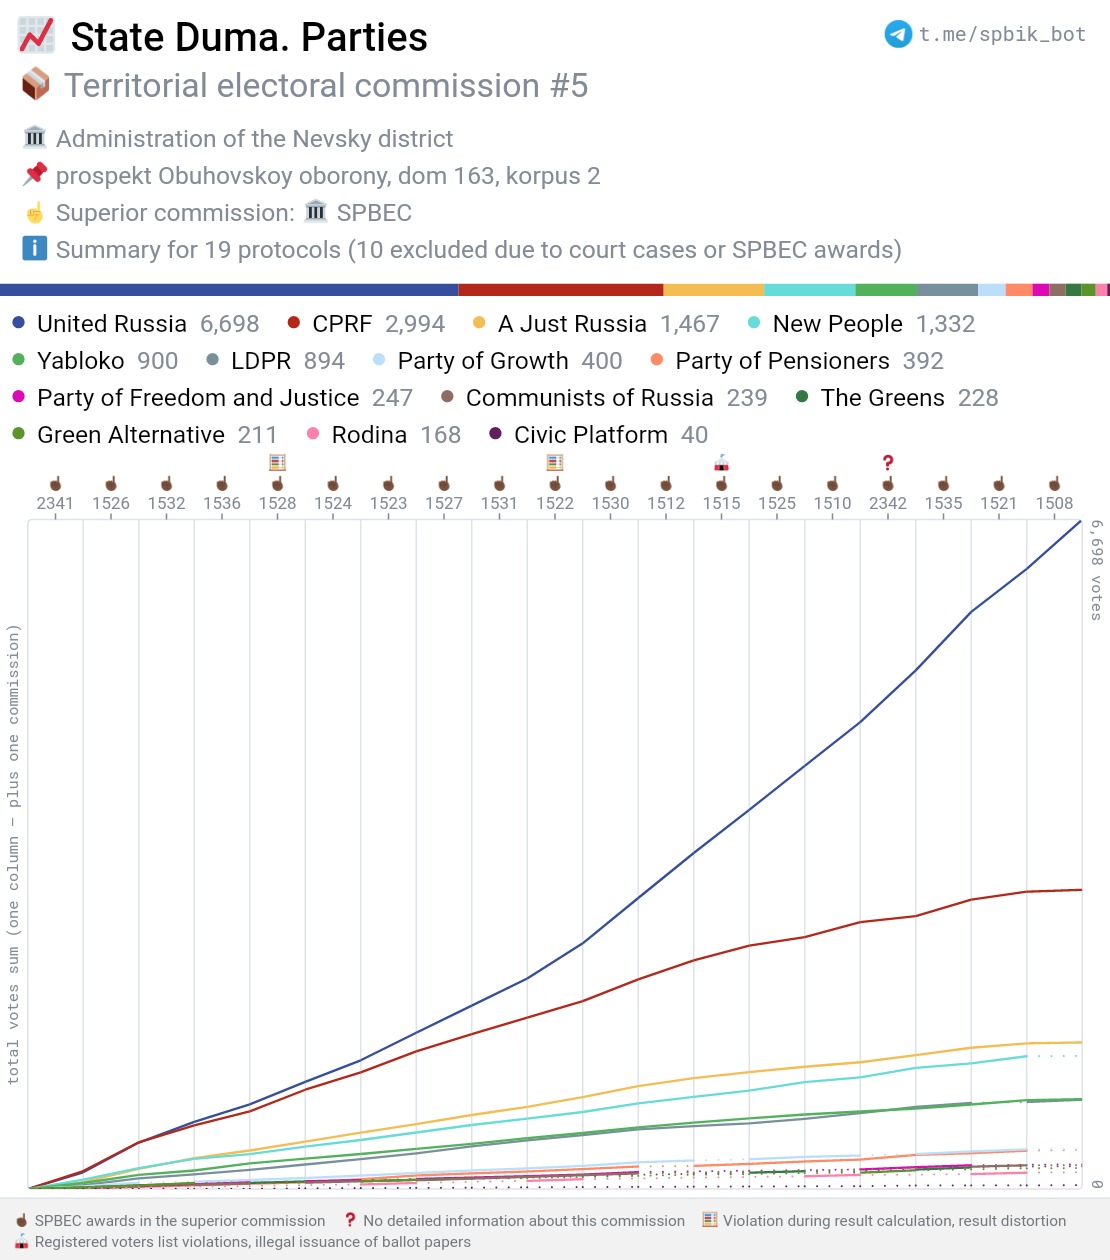 State Duma. Parties
t.me/spbik_bot
Territorial electoral commission #5
Administration of the Nevsky district
prospekt Obuhovskoy oborony, dom 163, korpus 2
Superior commission: SPBEC
Summary for 19 protocols (10 excluded due to court cases or SPBEC awards)
United Russia 6,698 CPRF 2,994 A Just Russia 1,467 New People 1,332
Yabloko 900 LDPR 894 Party of Growth 400 Party of Pensioners 392
Party of Freedom and Justice 247 Communists of Russia 239 The Greens 228
Green Alternative 211 Rodina 168 Civic Platform 40
?
2341 1526 1532 1536 1528 1524 1523 1527 1531 1522 1530 1512 1515 1525 1510 2342 1535 1521 1508
6,698 votes
total votes sum (one column – plus one commission)
0
SPBEC awards in the superior commission ? No detailed information about this commission Violation during result calculation, result distortion
Registered voters list violations, illegal issuance of ballot papers